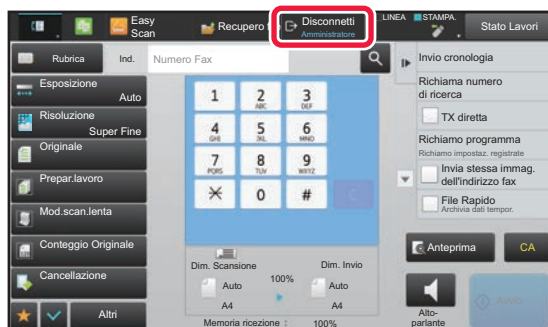 Easy
Scan
Recupero f
Disconnetti
Amministratore
LINEA
STAMPA.
Stato Lavori
Rubrica
Ind.
Numero Fax
Invio cronologia
Richiama numero
di ricerca
TX diretta
Richiamo programma
Richiamo impostaz. registrate
Invia stessa immag.
dell'indirizzo fax
File Rapido
Archivia dati tempor.
Esposizione
Auto
Risoluzione
Super Fine
Originale
Prepar.lavoro
Mod.scan.lenta
Conteggio Originale
Cancellazione
Altri
1
2
ABC
3
DEF
4
GHI
5
JKL
6
MNO
7
PQRS
8
TUV
9
WXYZ
0
#
C
Dim. Scansione
Auto
A4
100%
Dim. Invio
Auto
A4
Memoria ricezione : 100%
Anteprima
CA
Alto-
parlante
Avvio